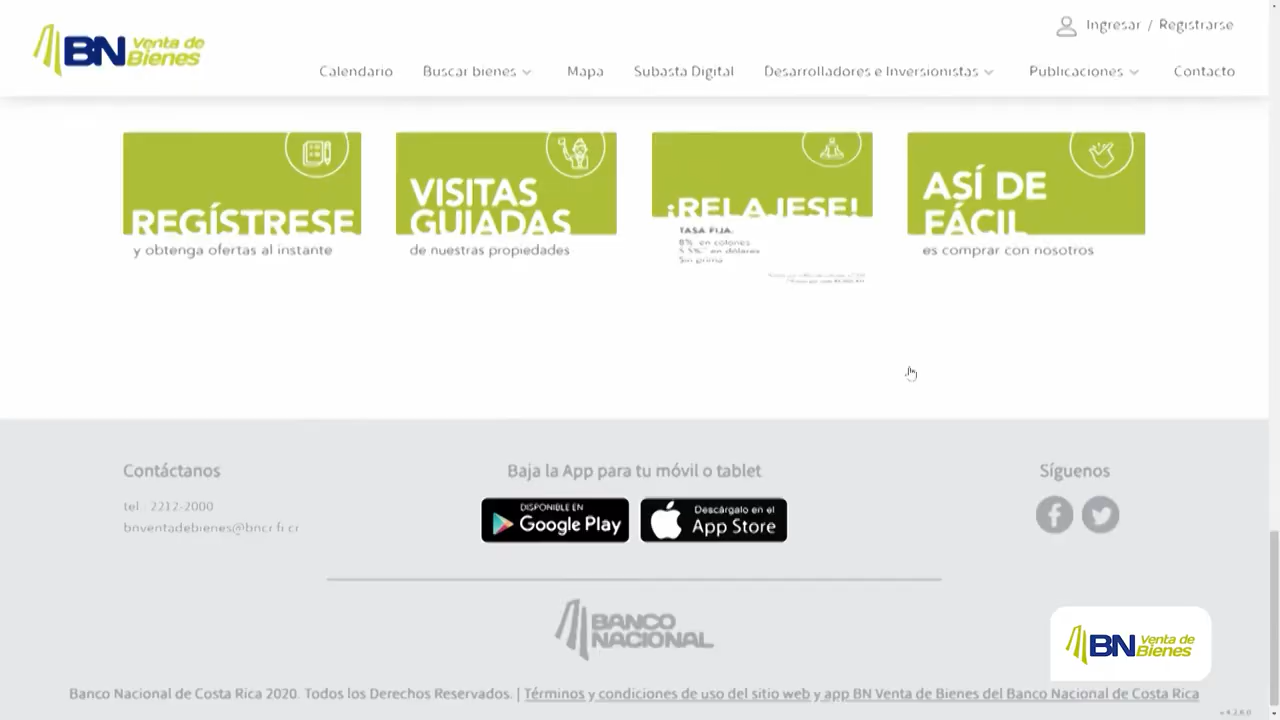 BN Venta de Bienes
Ingresar / Registrarse
Calendario Buscar bienes Mapa Subasta Digital Desarrolladores e Inversionistas Publicaciones Contacto
REGÍSTRESE
y obtenga ofertas al instante
VISITAS
GUIADAS
de nuestras propiedades
¡RELAJESE!
TASA FIJA.
8% en colones
5.5% en dólares
Sin prima
ASÍ DE
FÁCIL
es comprar con nosotros
Contáctanos
tel.: 2212-2000
bnventadebienes@bncr.fi.cr
Baja la App para tu móvil o tablet
DISPONIBLE EN
Google Play
Descárgalo en el
App Store
Síguenos
BANCO
NACIONAL
BN Venta de Bienes
Banco Nacional de Costa Rica 2020. Todos los Derechos Reservados. | Términos y condiciones de uso del sitio web y app BN Venta de Bienes del Banco Nacional de Costa Rica